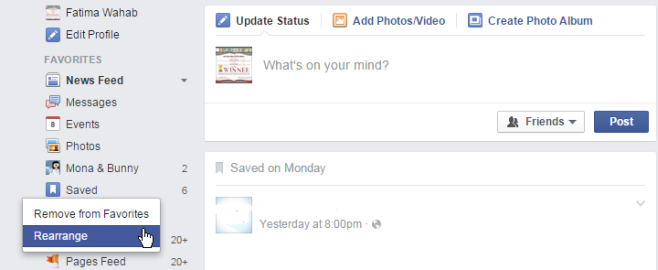 Fatima Wahab
Edit Profile
FAVORITES
News Feed
Messages
8 Events
Photos
Mona & Bunny 2
Saved 6
Remove from Favorites
Rearrange
20+
Pages Feed 20+
Update Status Add Photos/Video Create Photo Album
WINNER
What's on your mind?
Friends Post
Saved on Monday
Yesterday at 8:00pm ·